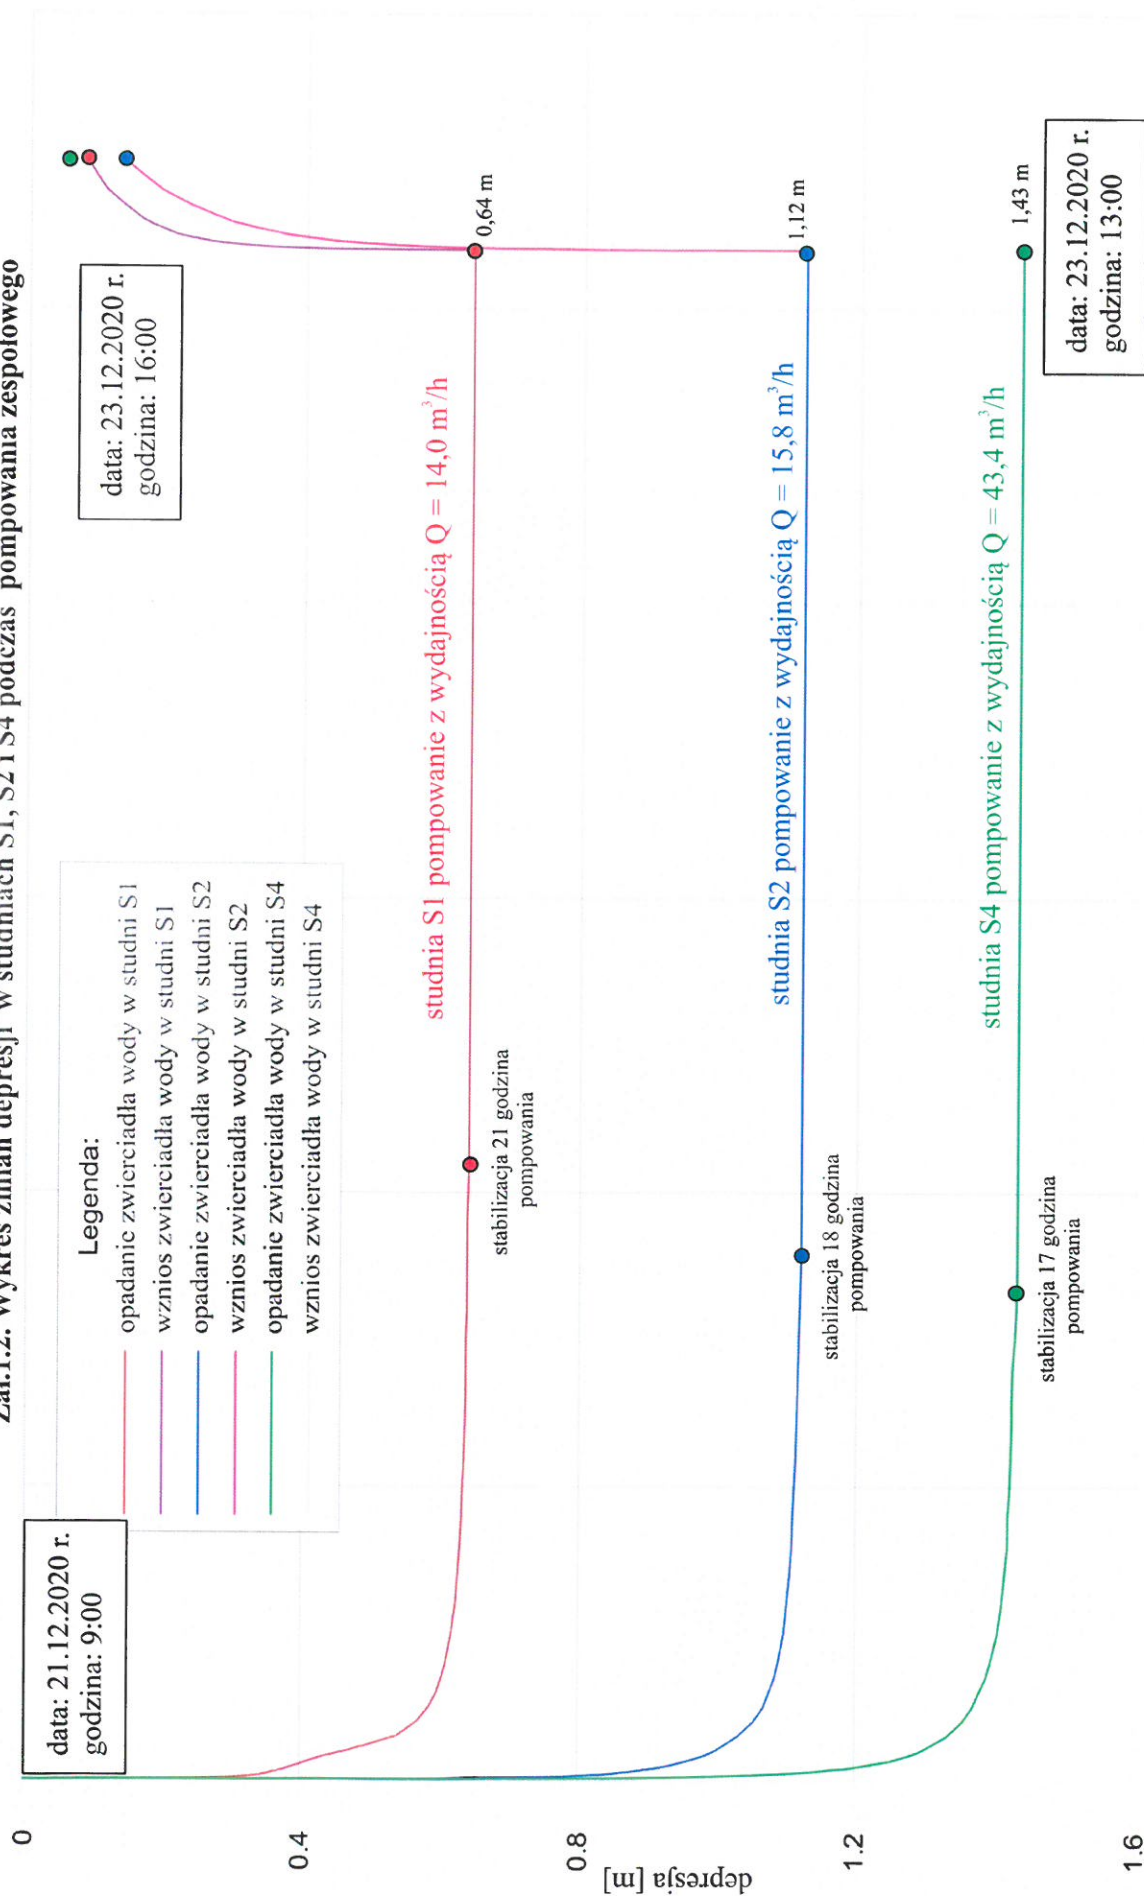 Zał.1.2. Wykres zmian depresji w studniach S1, S2 i S4 podczas pompowania zespołowego
data: 21.12.2020 r.
godzina: 9:00
Legenda:
opadanie zwierciadła wody w studni S1
wznios zwierciadła wody w studni S1
opadanie zwierciadła wody w studni S2
wznios zwierciadła wody w studni S2
opadanie zwierciadła wody w studni S4
wznios zwierciadła wody w studni S4
data: 23.12.2020 r.
godzina: 16:00
0
0.4
0.8
1.2
1.6
depresja [m]
studnia S1 pompowanie z wydajnością Q = 14,0 m³/h
0,64 m
stabilizacja 21 godzina
pompowania
studnia S2 pompowanie z wydajnością Q = 15,8 m³/h
1,12 m
stabilizacja 18 godzina
pompowania
studnia S4 pompowanie z wydajnością Q = 43,4 m³/h
1,43 m
stabilizacja 17 godzina
pompowania
data: 23.12.2020 r.
godzina: 13:00